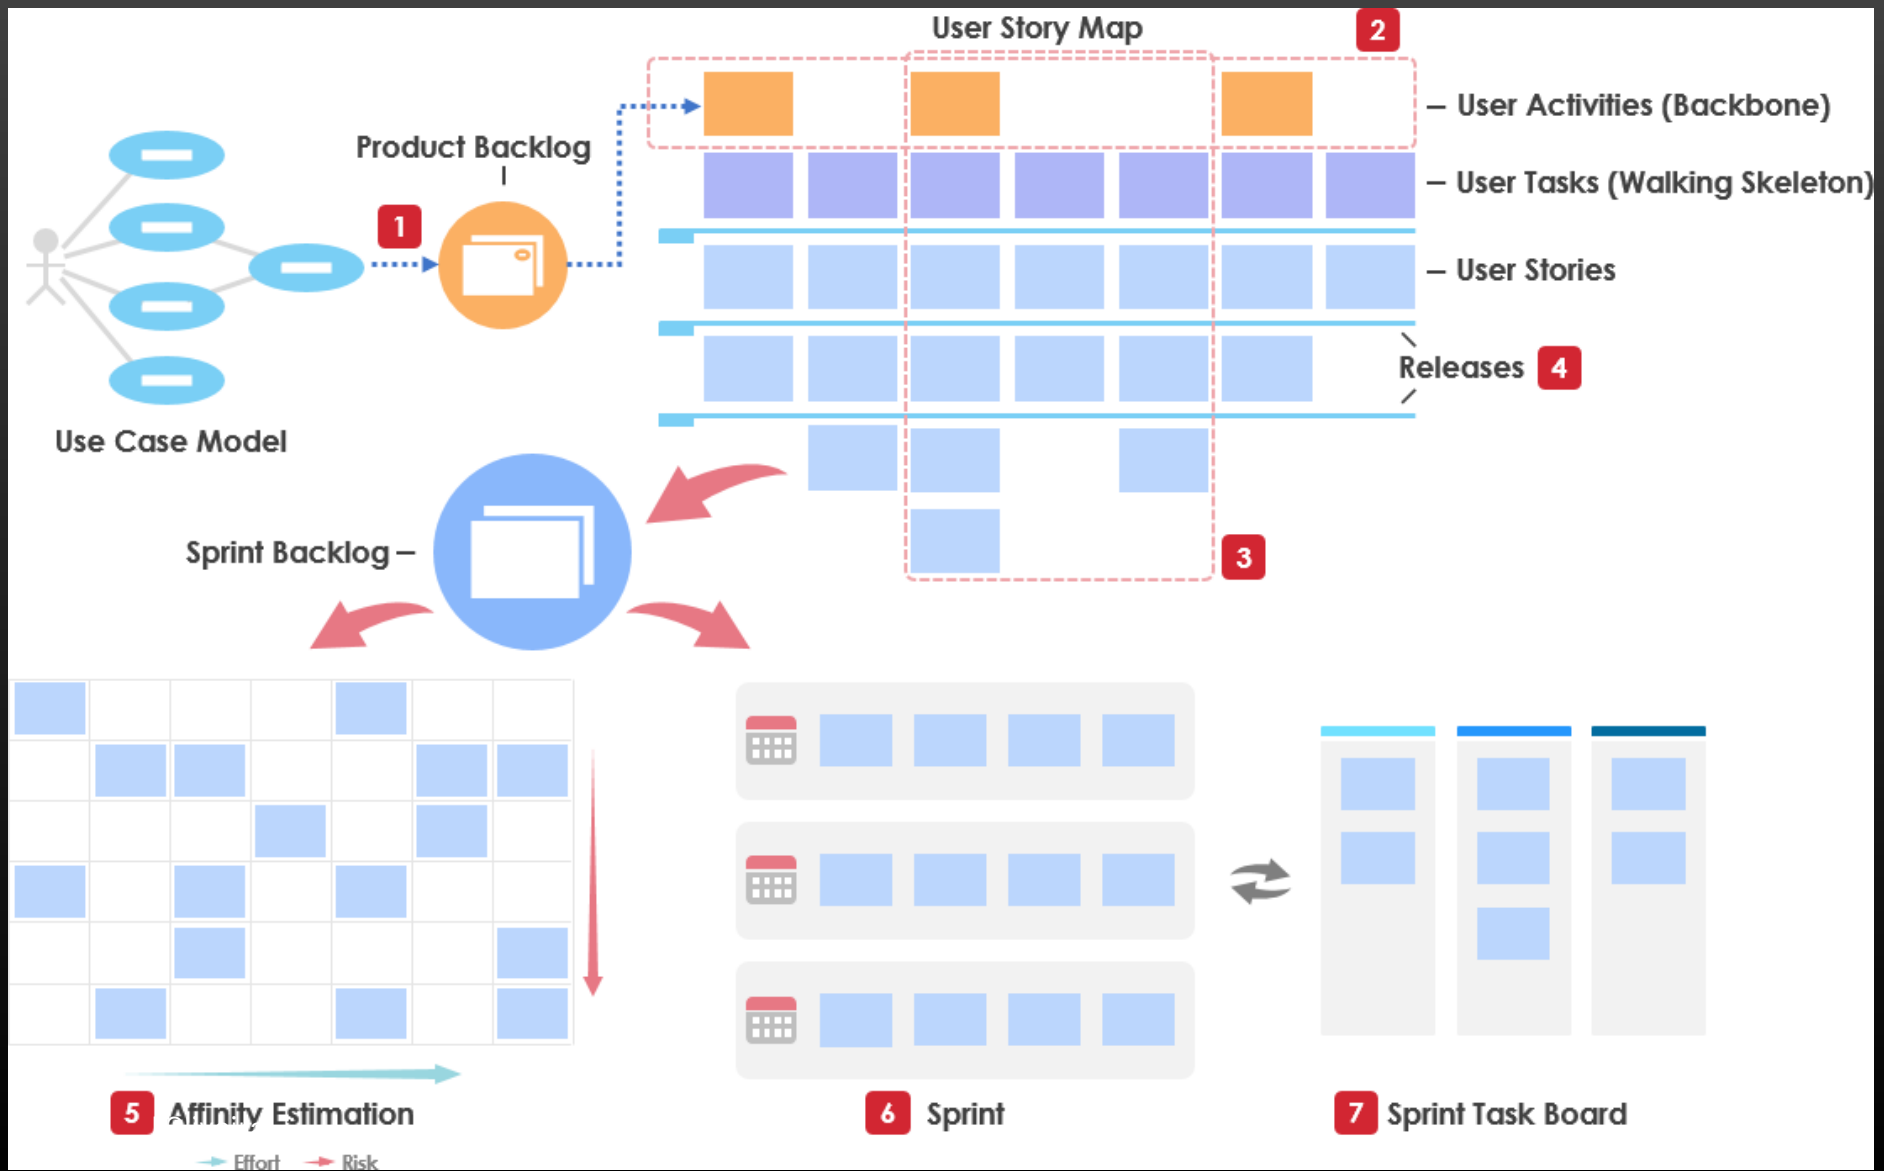 User Story Map
2
User Activities (Backbone)
Product Backlog
User Tasks (Walking Skeleton)
1
User Stories
Releases 4
Use Case Model
Sprint Backlog
3
5 Affinity Estimation
6 Sprint
7 Sprint Task Board
Effort Risk